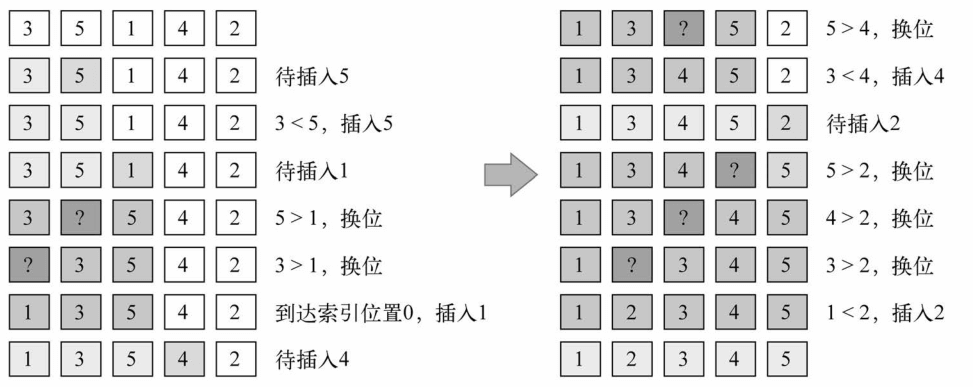 3 5 1 4 2
3 5 1 4 2 待插入5
3 5 1 4 2 3 < 5，插入5
3 5 1 4 2 待插入1
3 ? 5 4 2 5 > 1，换位
? 3 5 4 2 3 > 1，换位
1 3 5 4 2 到达索引位置0，插入1
1 3 5 4 2 待插入4
1 3 ? 5 2 5 > 4，换位
1 3 4 5 2 3 < 4，插入4
1 3 4 5 2 待插入2
1 3 4 ? 5 5 > 2，换位
1 3 ? 4 5 4 > 2，换位
1 ? 3 4 5 3 > 2，换位
1 2 3 4 5 1 < 2，插入2
1 2 3 4 5